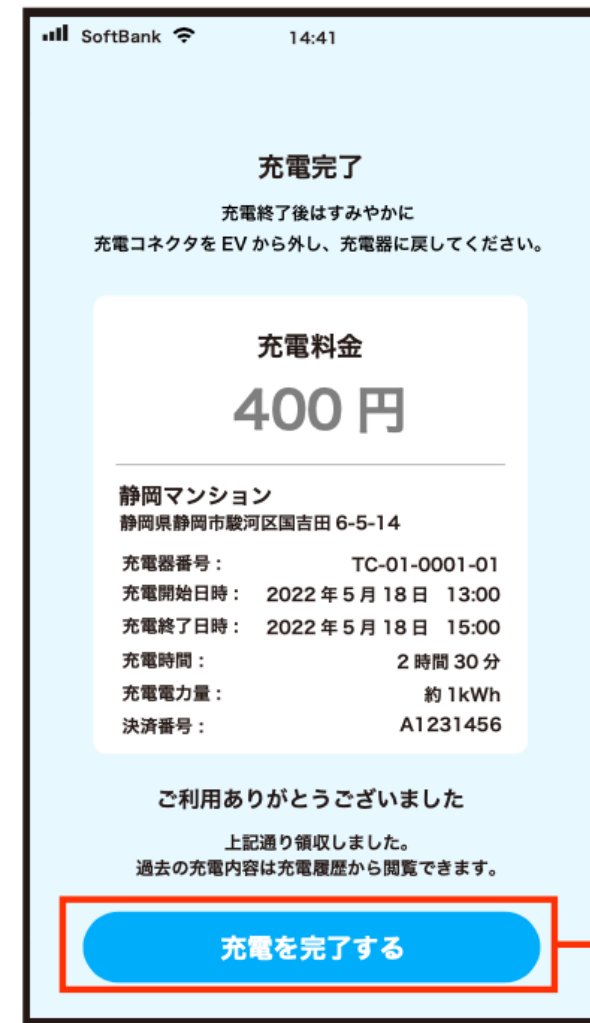 SoftBank 14:41
充電完了
充電終了後はすみやかに
充電コネクタを EV から外し、充電器に戻してください。
充電料金
400 円
静岡マンション
静岡県静岡市駿河区国吉田 6-5-14
充電器番号： TC-01-0001-01
充電開始日時： 2022 年 5 月 18 日 13:00
充電終了日時： 2022 年 5 月 18 日 15:00
充電時間： 2 時間 30 分
充電電力量： 約 1kWh
決済番号： A1231456
ご利用ありがとうございました
上記通り領収しました。
過去の充電内容は充電履歴から閲覧できます。
充電を完了する